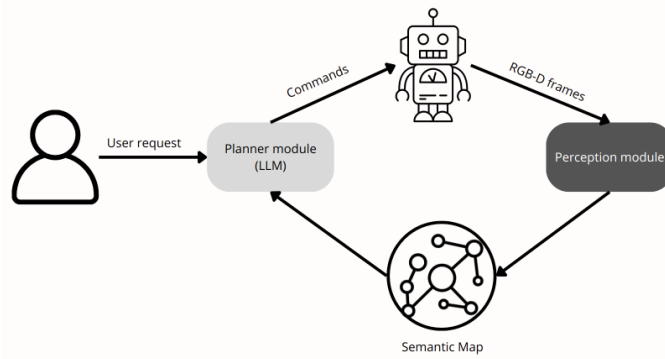 Commands
RGB-D frames
User request
Planner module
(LLM)
Perception module
Semantic Map